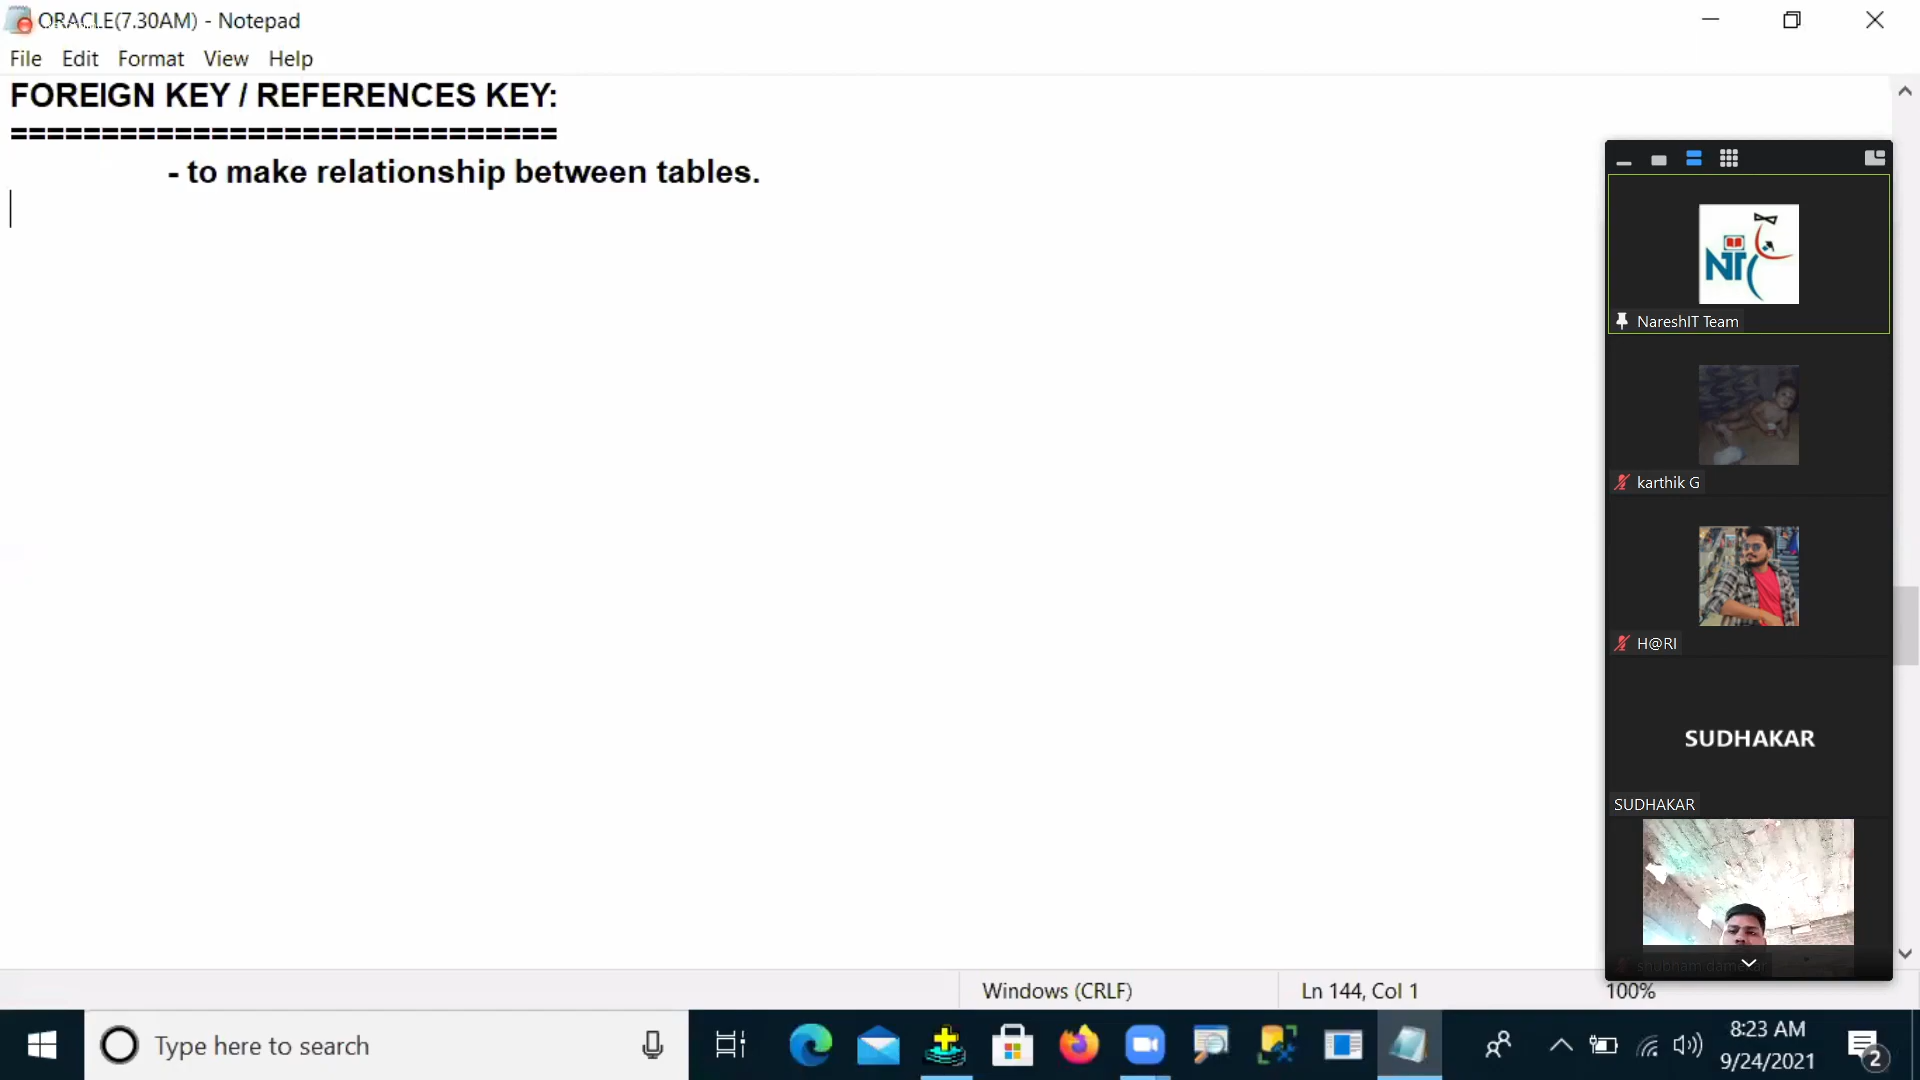 ORACLE(7.30AM) - Notepad
File Edit Format View Help
FOREIGN KEY / REFERENCES KEY:
==============================
- to make relationship between tables.
NT
NareshIT Team
karthik G
H@RI
SUDHAKAR
SUDHAKAR
shubham
Windows (CRLF)
Ln 144, Col 1
100%
Type here to search
8:23 AM
9/24/2021
2